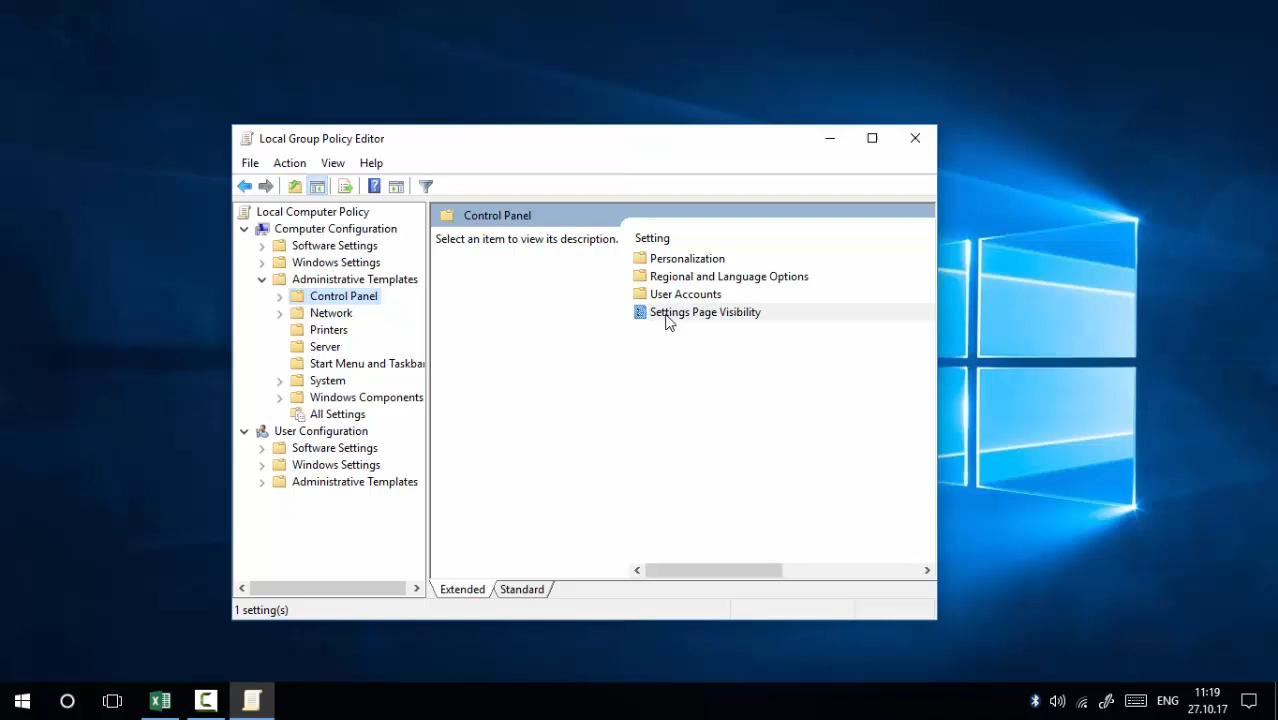 Local Group Policy Editor
File Action View Help
Local Computer Policy
Computer Configuration
Software Settings
Windows Settings
Administrative Templates
Control Panel
Network
Printers
Server
Start Menu and Taskba
System
Windows Components
All Settings
User Configuration
Software Settings
Windows Settings
Administrative Templates
Control Panel
Select an item to view its description.
Setting
Personalization
Regional and Language Options
User Accounts
Settings Page Visibility
Extended Standard
1 setting(s)
ENG
11:19
27.10.17